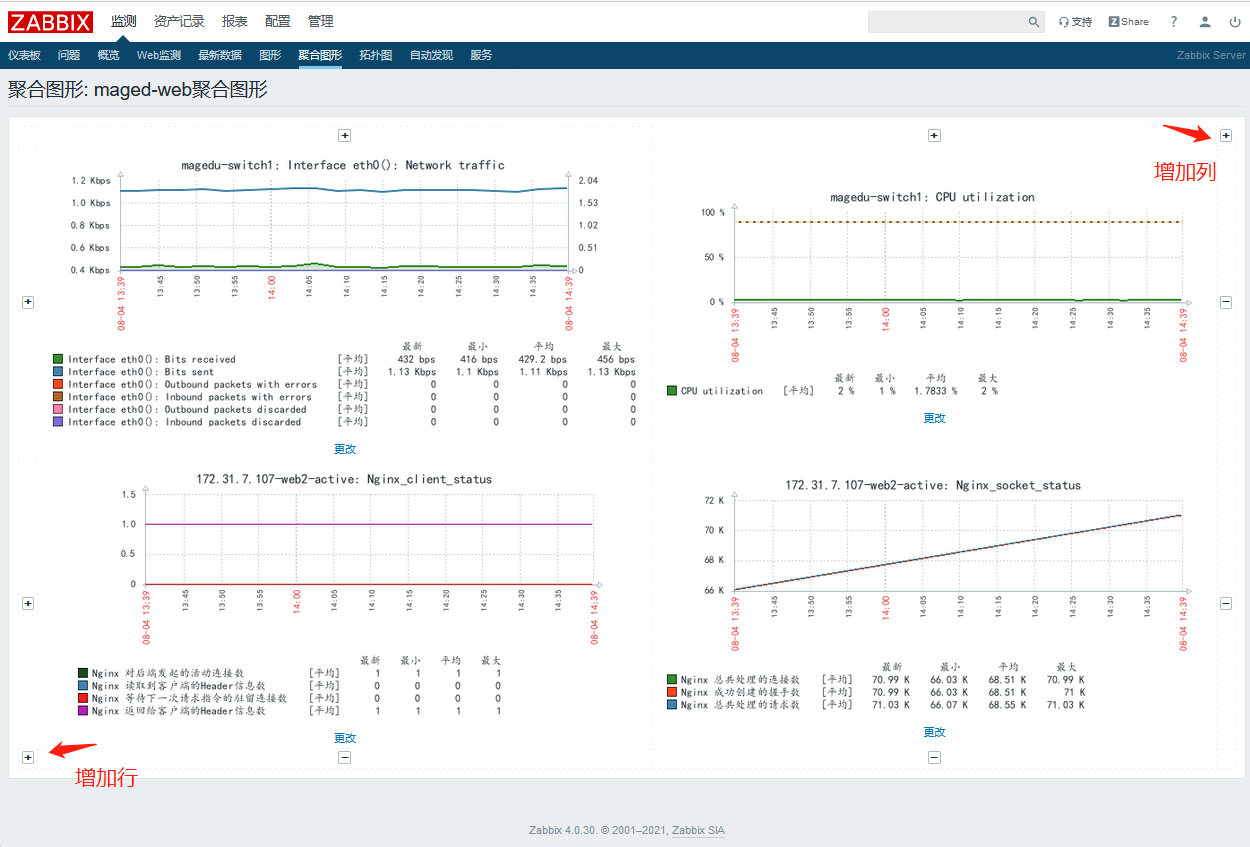 ZABBIX 监测 资产记录 报表 配置 管理 支持 Z Share ?
仪表板 问题 概览 Web监测 最新数据 图形 聚合图形 拓扑图 自动发现 服务 Zabbix Server
聚合图形: maged-web聚合图形
增加列
magedu-switch1: Interface eth0(): Network traffic
1.2 Kbps 2.04
1.0 Kbps 1.53
0.8 Kbps 1.02
0.6 Kbps 0.51
0.4 Kbps 0
08-04 13:39 13:45 13:50 13:55 14:00 14:05 14:10 14:15 14:20 14:25 14:30 14:35 08-04 14:39
最新 最小 平均 最大
Interface eth0(): Bits received [平均] 432 bps 416 bps 429.2 bps 456 bps
Interface eth0(): Bits sent [平均] 1.13 Kbps 1.1 Kbps 1.11 Kbps 1.13 Kbps
Interface eth0(): Outbound packets with errors [平均] 0 0 0 0
Interface eth0(): Inbound packets with errors [平均] 0 0 0 0
Interface eth0(): Outbound packets discarded [平均] 0 0 0 0
Interface eth0(): Inbound packets discarded [平均] 0 0 0 0
更改
magedu-switch1: CPU utilization
100 %
50 %
0 %
08-04 13:39 13:45 13:50 13:55 14:00 14:05 14:10 14:15 14:20 14:25 14:30 14:35 08-04 14:39
最新 最小 平均 最大
CPU utilization [平均] 2 % 1 % 1.7833 % 2 %
更改
172.31.7.107-web2-active: Nginx_client_status
1.5
1.0
0.5
0
08-04 13:39 13:45 13:50 13:55 14:00 14:05 14:10 14:15 14:20 14:25 14:30 14:35 08-04 14:39
最新 最小 平均 最大
Nginx 对后端发起的活动连接数 [平均] 1 1 1 1
Nginx 读取到客户端的Header信息数 [平均] 0 0 0 0
Nginx 等待下一次请求指令的驻留连接数 [平均] 0 0 0 0
Nginx 返回给客户端的Header信息数 [平均] 1 1 1 1
更改
172.31.7.107-web2-active: Nginx_socket_status
72 K
70 K
68 K
66 K
08-04 13:39 13:45 13:50 13:55 14:00 14:05 14:10 14:15 14:20 14:25 14:30 14:35 08-04 14:39
最新 最小 平均 最大
Nginx 总共处理的连接数 [平均] 70.99 K 66.03 K 68.51 K 70.99 K
Nginx 成功创建的握手数 [平均] 70.99 K 66.03 K 68.51 K 71 K
Nginx 总共处理的请求数 [平均] 71.03 K 66.07 K 68.55 K 71.03 K
更改
增加行
Zabbix 4.0.30. © 2001–2021, Zabbix SIA